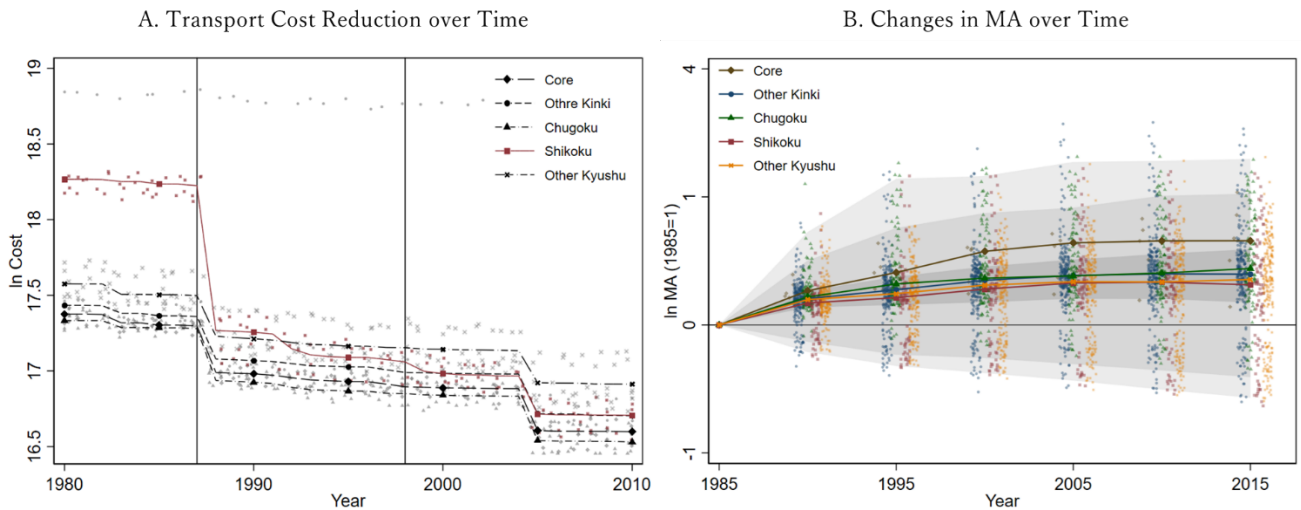 A. Transport Cost Reduction over Time
19
18.5
18
17.5
17
16.5
ln Cost
1980
1990
2000
2010
Year
Core
Othre Kinki
Chugoku
Shikoku
Other Kyushu
B. Changes in MA over Time
4
1
0
-1
ln MA (1985=1)
1985
1995
2005
2015
Year
Core
Other Kinki
Chugoku
Shikoku
Other Kyushu